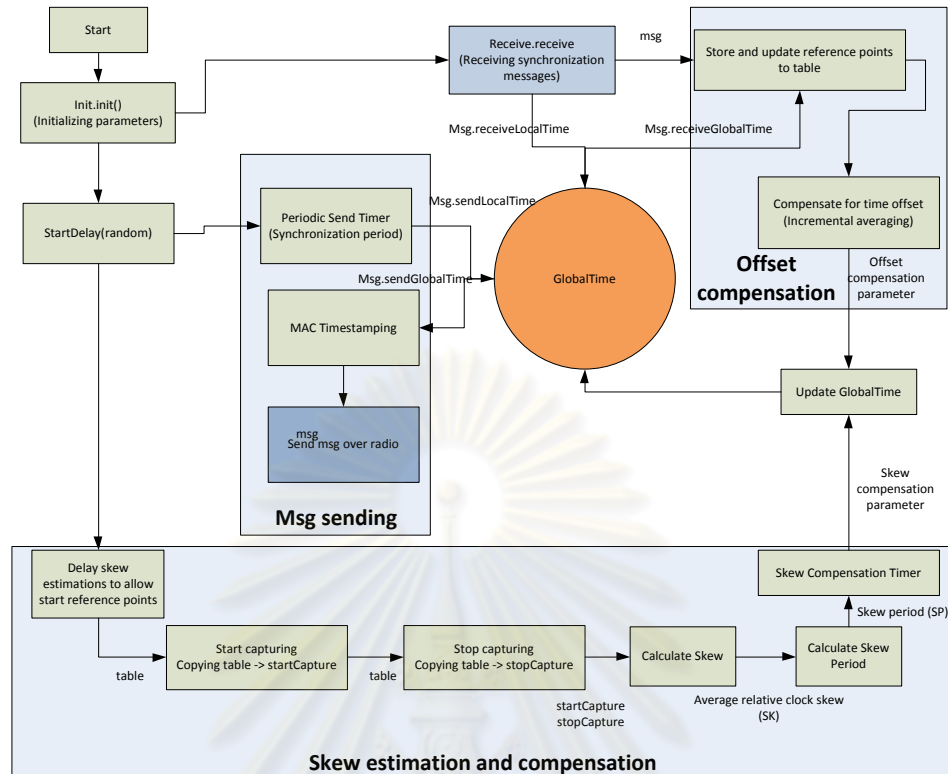 Start
Init.init()
(Initializing parameters)
StartDelay(random)
Receive.receive
(Receiving synchronization
messages)
msg
Store and update reference points
to table
Msg.receiveLocalTime
Msg.receiveGlobalTime
Compensate for time offset
(Incremental averaging)
Offset
compensation
Offset
compensation
parameter
Periodic Send Timer
(Synchronization period)
Msg.sendLocalTime
Msg.sendGlobalTime
GlobalTime
MAC Timestamping
msg
Send msg over radio
Msg sending
Update GlobalTime
Skew
compensation
parameter
Delay skew
estimations to allow
start reference points
table
Start capturing
Copying table -> startCapture
table
Stop capturing
Copying table -> stopCapture
startCapture
stopCapture
Calculate Skew
Average relative clock skew
(SK)
Calculate Skew
Period
Skew period (SP)
Skew Compensation Timer
Skew estimation and compensation